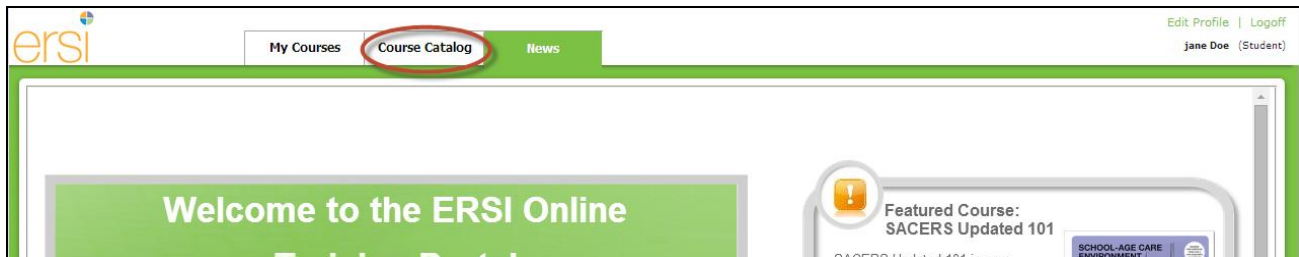 ersi
Edit Profile | Logoff
jane Doe (Student)
My Courses
Course Catalog
News
Welcome to the ERSI Online
Featured Course:
SACERS Updated 101
SCHOOL-AGE CARE
ENVIRONMENT